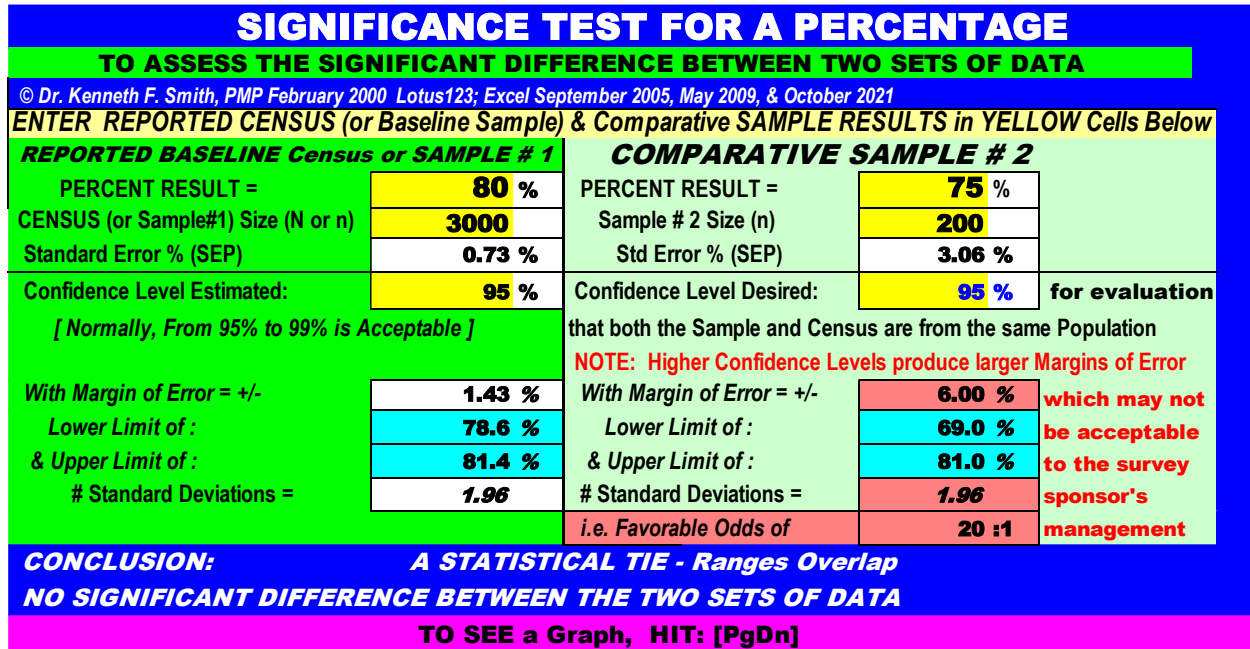 SIGNIFICANCE TEST FOR A PERCENTAGE
TO ASSESS THE SIGNIFICANT DIFFERENCE BETWEEN TWO SETS OF DATA
© Dr. Kenneth F. Smith, PMP February 2000 Lotus123; Excel September 2005, May 2009, & October 2021
ENTER REPORTED CENSUS (or Baseline Sample) & Comparative SAMPLE RESULTS in YELLOW Cells Below
REPORTED BASELINE Census or SAMPLE # 1 COMPARATIVE SAMPLE # 2
PERCENT RESULT = 80 % PERCENT RESULT = 75 %
CENSUS (or Sample#1) Size (N or n) 3000 Sample # 2 Size (n) 200
Standard Error % (SEP) 0.73 % Std Error % (SEP) 3.06 %
Confidence Level Estimated: 95 % Confidence Level Desired: 95 % for evaluation
[ Normally, From 95% to 99% is Acceptable ] that both the Sample and Census are from the same Population
NOTE: Higher Confidence Levels produce larger Margins of Error
With Margin of Error = +/- 1.43 % With Margin of Error = +/- 6.00 % which may not
Lower Limit of : 78.6 % Lower Limit of : 69.0 % be acceptable
& Upper Limit of : 81.4 % & Upper Limit of : 81.0 % to the survey
# Standard Deviations = 1.96 # Standard Deviations = 1.96 sponsor's
i.e. Favorable Odds of 20 :1 management
CONCLUSION: A STATISTICAL TIE - Ranges Overlap
NO SIGNIFICANT DIFFERENCE BETWEEN THE TWO SETS OF DATA
TO SEE a Graph, HIT: [PgDn]